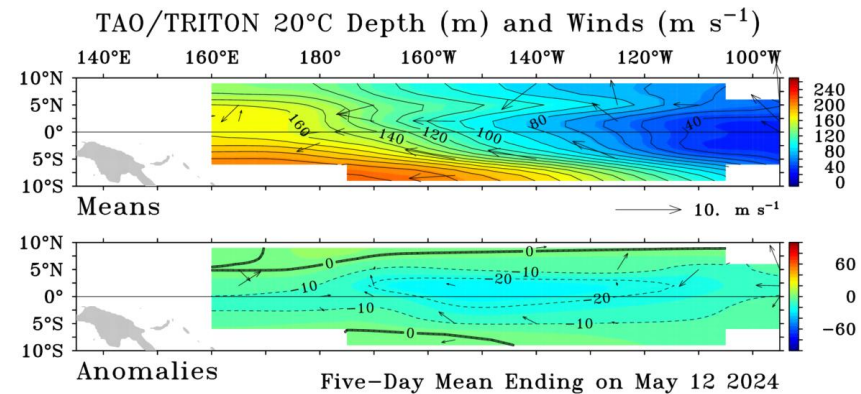 TAO/TRITON 20°C Depth (m) and Winds (m s⁻¹)
140°E 160°E 180° 160°W 140°W 120°W 100°W
10°N
5°N
0°
5°S
10°S
160 140 120 100 80 40
240
200
160
120
80
40
0
Means
10. m s⁻¹
10°N
5°N
0°
5°S
10°S
0 0
-10 -10 -20
-10 -20
-10
0
60
0
-60
Anomalies
Five-Day Mean Ending on May 12 2024